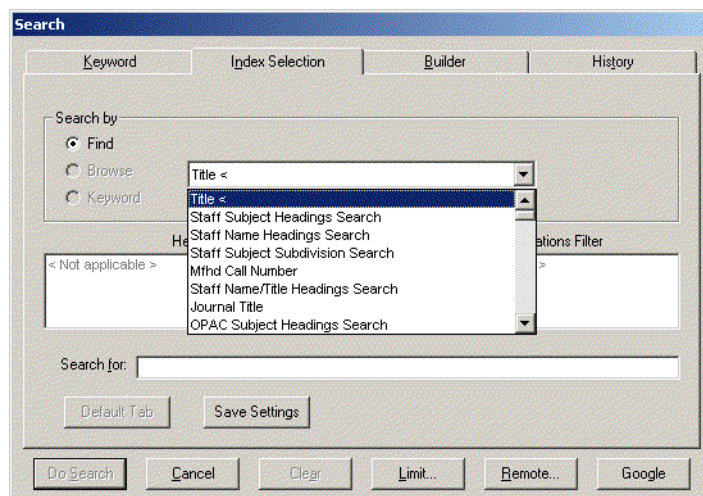 Search
Keyword Index Selection Builder History
Search by
Find
Browse
Title <
Keyword
Title <
Staff Subject Headings Search
Staff Name Headings Search
Staff Subject Subdivision Search
Mfhd Call Number
Staff Name/Title Headings Search
Journal Title
OPAC Subject Headings Search
He
ations Filter
< Not applicable >
>
Search for:
Default Tab Save Settings
Do Search Cancel Clear Limit... Remote... Google